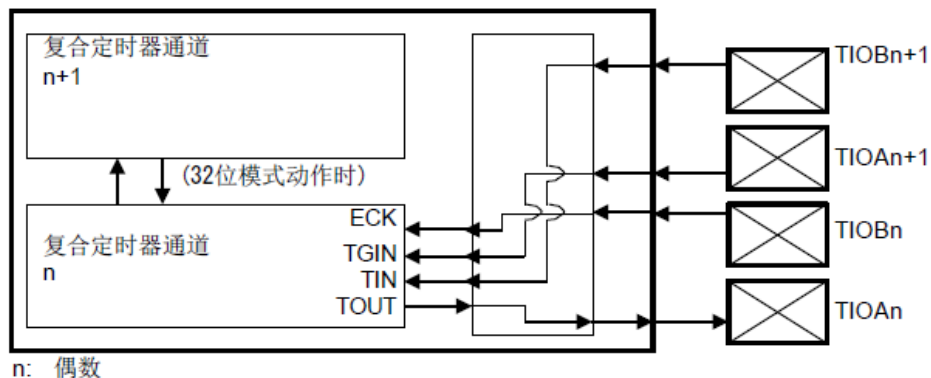 复合定时器通道
n+1
(32位模式动作时)
复合定时器通道
n
ECK
TGIN
TIN
TOUT
TIOBn+1
TIOAn+1
TIOBn
TIOAn
n: 偶数